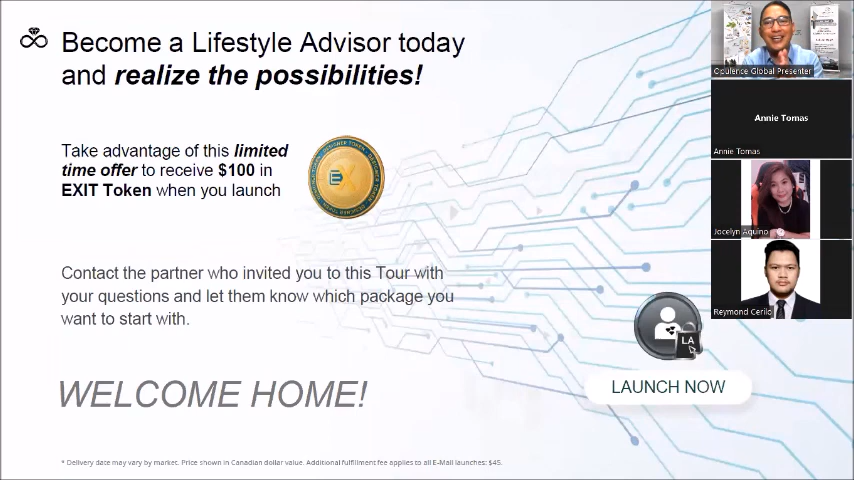 Become a Lifestyle Advisor today
and realize the possibilities!
Take advantage of this limited
time offer to receive $100 in
EXIT Token when you launch
EX
Contact the partner who invited you to this Tour with
your questions and let them know which package you
want to start with.
WELCOME HOME!
LA
LAUNCH NOW
* Delivery date may vary by market. Price shown in Canadian dollar value. Additional fulfillment fee applies to all E-Mail launches: $45.
Opulence Global Presenter
Annie Tomas
Annie Tomas
Jocelyn Aquino
Reymond Cerilo